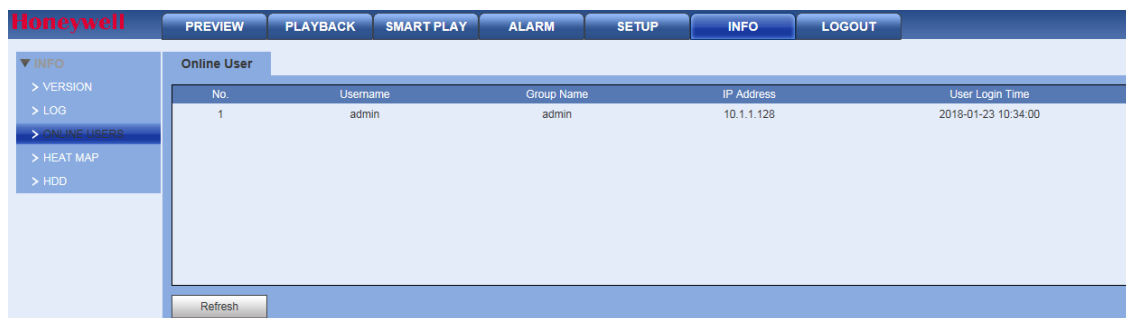 Honeywell PREVIEW PLAYBACK SMART PLAY ALARM SETUP INFO LOGOUT
INFO
VERSION
LOG
ONLINE USERS
HEAT MAP
HDD
Online User
No. Username Group Name IP Address User Login Time
1 admin admin 10.1.1.128 2018-01-23 10:34:00
Refresh